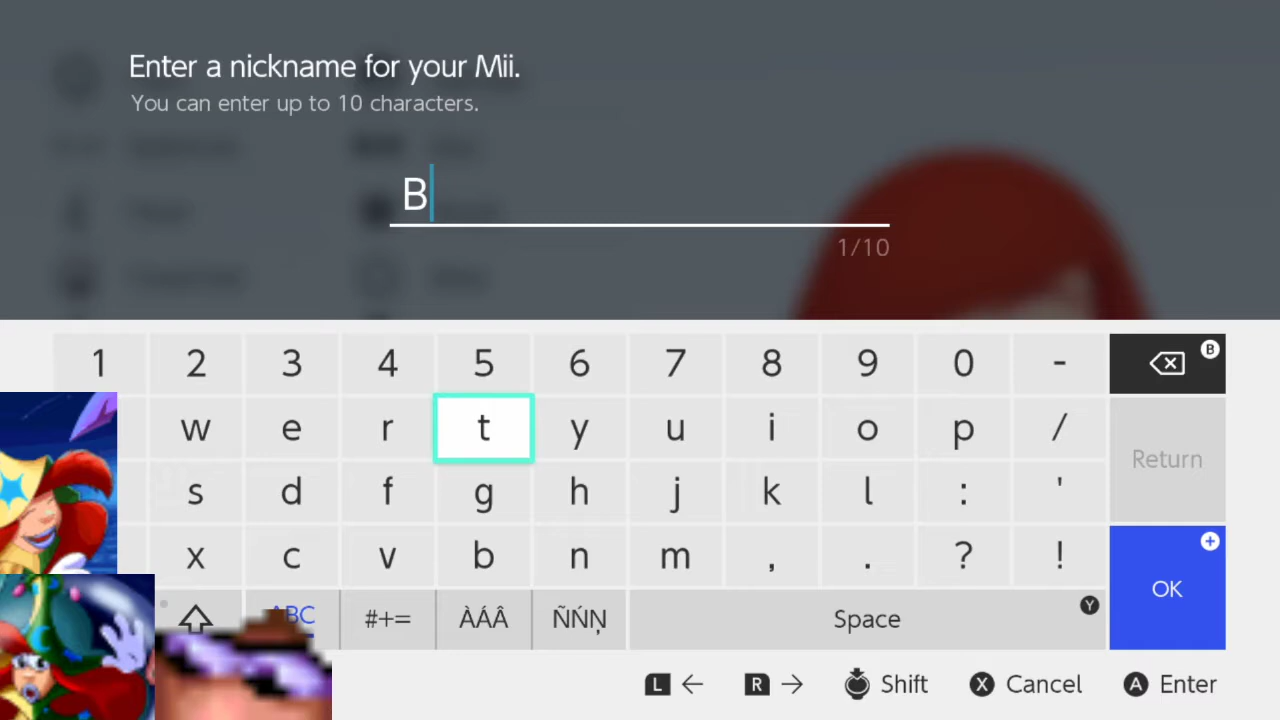 Enter a nickname for your Mii.
You can enter up to 10 characters.
B
1/10
1 2 3 4 5 6 7 8 9 0 - B
w e r t y u i o p / Return
s d f g h j k l : '
x c v b n m , . ? ! + OK
ABC #+= ÀÁÂ ÑŃŅ Space Y
L ← R → Shift X Cancel A Enter